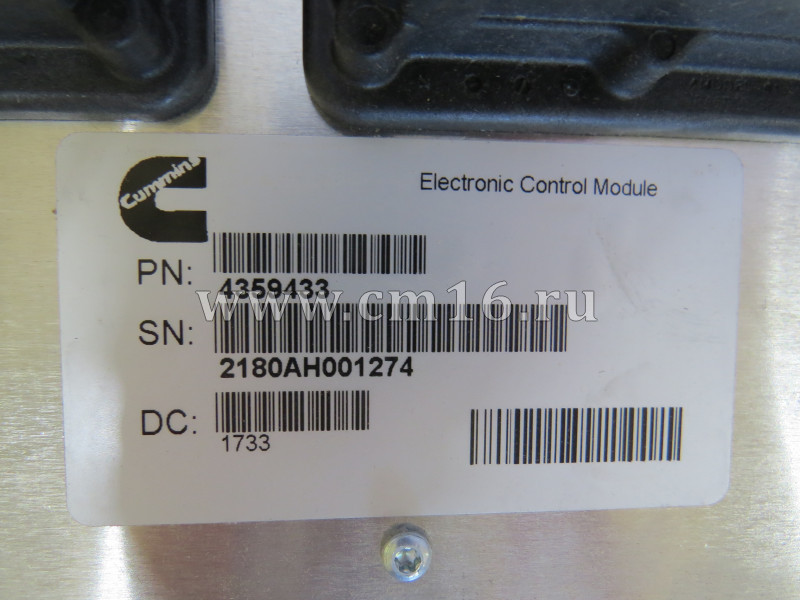 Cummins
Electronic Control Module
PN:
4359433
www.cm16.ru
SN:
2180AH001274
DC:
1733